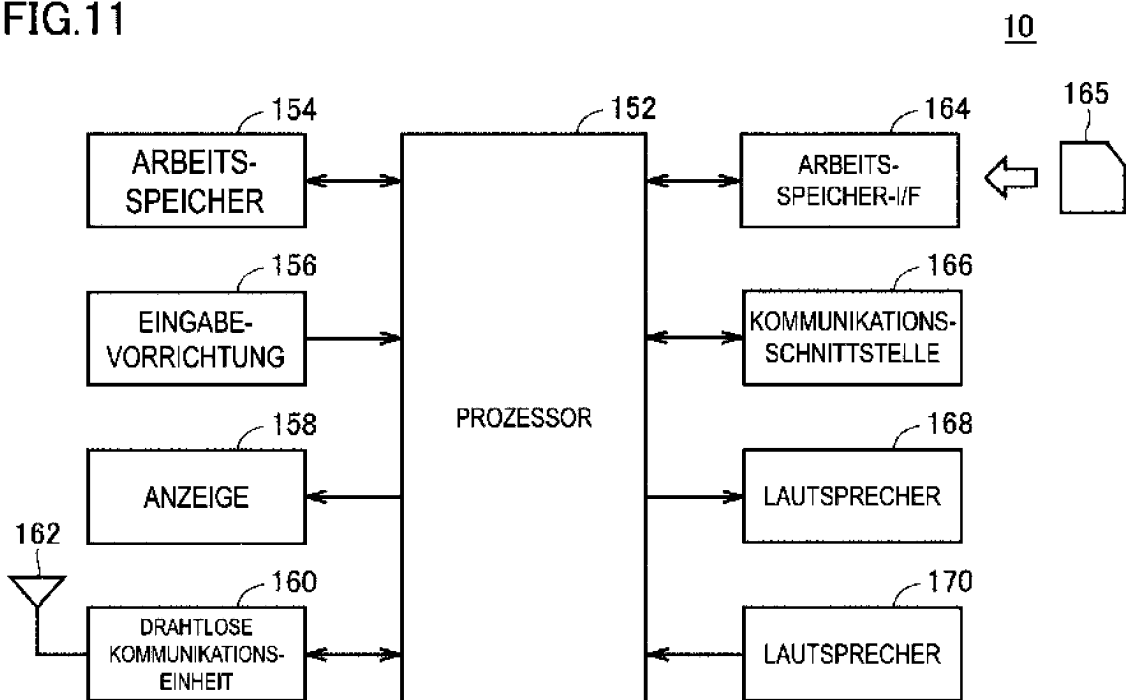 FIG.11
10
154
ARBEITS-
SPEICHER
152
PROZESSOR
164
ARBEITS-
SPEICHER-I/F
165
156
EINGABE-
VORRICHTUNG
166
KOMMUNIKATIONS-
SCHNITTSTELLE
158
ANZEIGE
168
LAUTSPRECHER
162
160
DRAHTLOSE
KOMMUNIKATIONS-
EINHEIT
170
LAUTSPRECHER